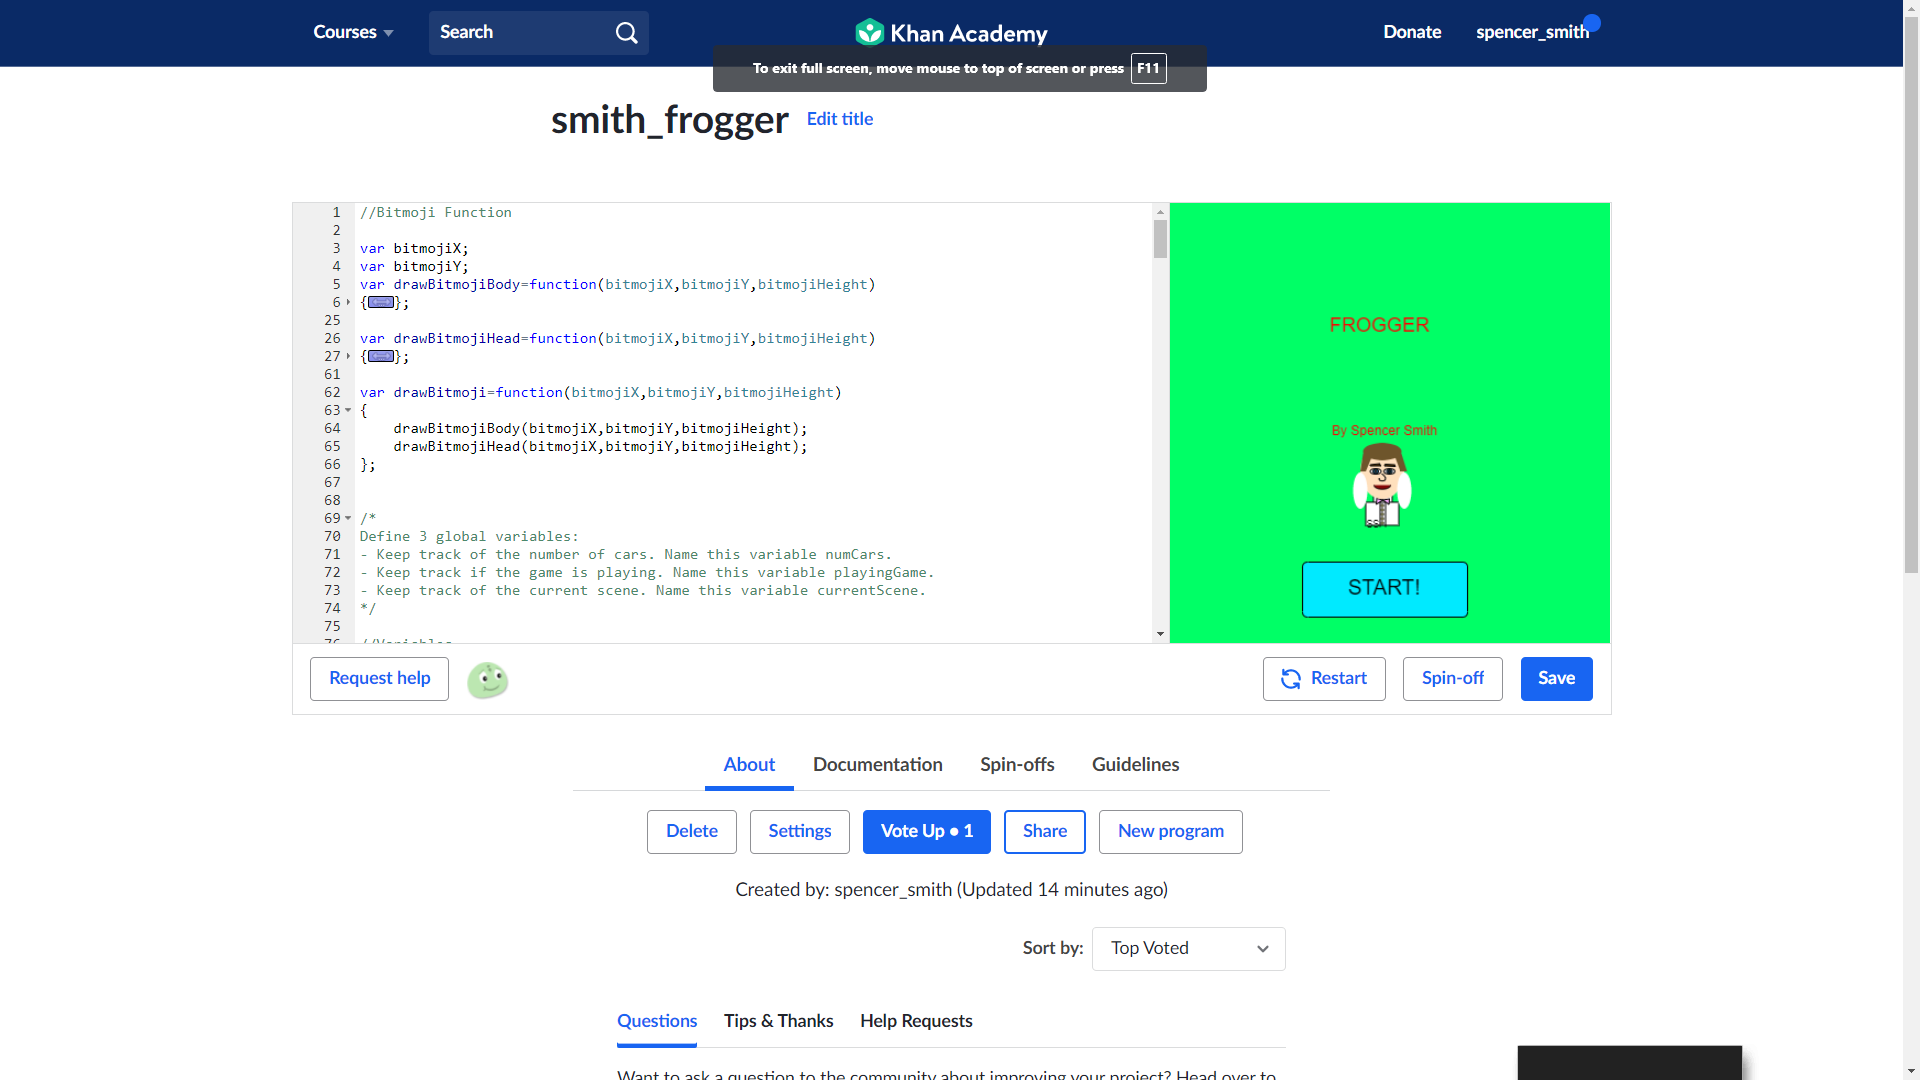 Courses
Search
Khan Academy
Donate
spencer_smith
To exit full screen, move mouse to top of screen or press F11
smith_frogger
Edit title
1 //Bitmoji Function
2
3 var bitmojiX;
4 var bitmojiY;
5 var drawBitmojiBody=function(bitmojiX,bitmojiY,bitmojiHeight)
6 {};
25
26 var drawBitmojiHead=function(bitmojiX,bitmojiY,bitmojiHeight)
27 {};
61
62 var drawBitmoji=function(bitmojiX,bitmojiY,bitmojiHeight)
63 {
64 drawBitmojiBody(bitmojiX,bitmojiY,bitmojiHeight);
65 drawBitmojiHead(bitmojiX,bitmojiY,bitmojiHeight);
66 };
67
68
69 /*
70 Define 3 global variables:
71 - Keep track of the number of cars. Name this variable numCars.
72 - Keep track if the game is playing. Name this variable playingGame.
73 - Keep track of the current scene. Name this variable currentScene.
74 */
75
76 //Variables
FROGGER
By Spencer Smith
SS
START!
Request help
Restart
Spin-off
Save
About
Documentation
Spin-offs
Guidelines
Delete
Settings
Vote Up • 1
Share
New program
Created by: spencer_smith (Updated 14 minutes ago)
Sort by:
Top Voted
Questions
Tips & Thanks
Help Requests
Want to ask a question to the community about improving your project? Head over to